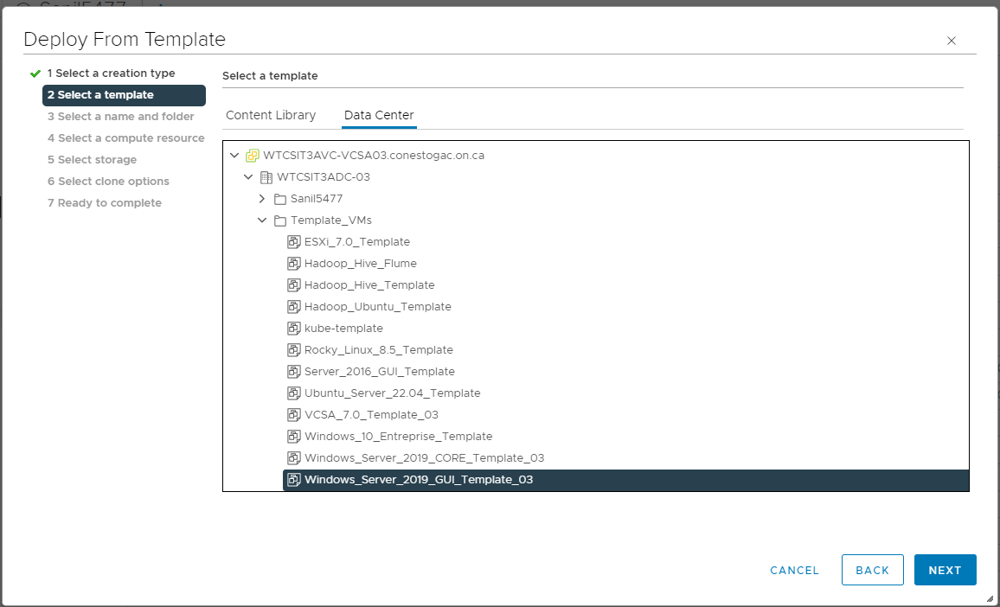 Deploy From Template
1 Select a creation type
2 Select a template
3 Select a name and folder
4 Select a compute resource
5 Select storage
6 Select clone options
7 Ready to complete
Select a template
Content Library
Data Center
WTCSIT3AVC-VCSA03.conestogac.on.ca
WTCSIT3ADC-03
Sanil5477
Template_VMs
ESXi_7.0_Template
Hadoop_Hive_Flume
Hadoop_Hive_Template
Hadoop_Ubuntu_Template
kube-template
Rocky_Linux_8.5_Template
Server_2016_GUI_Template
Ubuntu_Server_22.04_Template
VCSA_7.0_Template_03
Windows_10_Entreprise_Template
Windows_Server_2019_CORE_Template_03
Windows_Server_2019_GUI_Template_03
CANCEL
BACK
NEXT